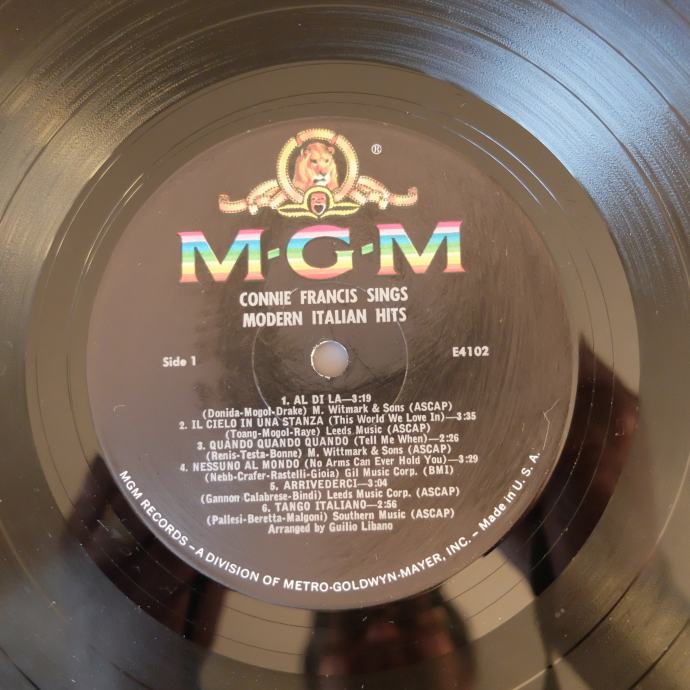 ®
M·G·M
CONNIE FRANCIS SINGS
MODERN ITALIAN HITS
Side 1
E4102
1. AL DI LA—3:19
(Donida-Mogol-Drake) M. Witmark & Sons (ASCAP)
2. IL CIELO IN UNA STANZA (This World We Love In)—3:35
(Toang-Mogol-Raye) Leeds Music (ASCAP)
3. QUANDO QUANDO QUANDO (Tell Me When)—2:26
(Renis-Testa-Bonne) M. Wittmark & Sons (ASCAP)
4. NESSUNO AL MONDO (No Arms Can Ever Hold You)—3:29
(Nebb-Crafer-Rastelli-Gioia) Gil Music Corp. (BMI)
5. ARRIVEDERCI—3:04
(Gannon-Calabrese-Bindi) Leeds Music Corp. (ASCAP)
6. TANGO ITALIANO—2:56
(Pallesi-Beretta-Malgoni) Southern Music (ASCAP)
Arranged by Guilio Libano
MGM RECORDS – A DIVISION OF METRO-GOLDWYN-MAYER, INC. – Made in U. S. A.